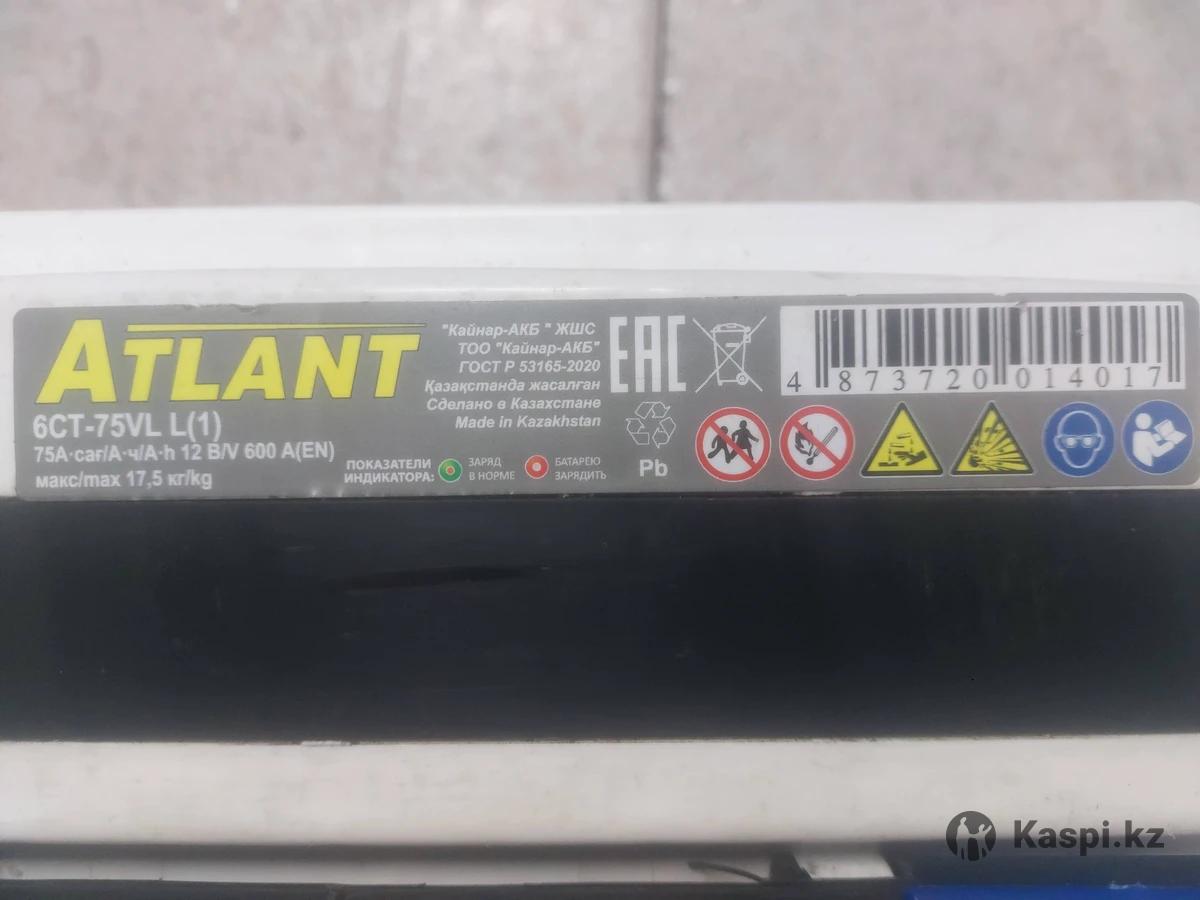 ATLANT
6СТ-75VL L(1)
75А·сағ/А·ч/A·h 12 В/V 600 А(EN)
макс/max 17,5 кг/kg
"Кайнар-АКБ " ЖШС
ТОО "Кайнар-АКБ"
ГОСТ Р 53165-2020
Қазақстанда жасалған
Сделано в Казахстане
Made in Kazakhstan
ПОКАЗАТЕЛИ
ИНДИКАТОРА:
ЗАРЯД
В НОРМЕ
БАТАРЕЮ
ЗАРЯДИТЬ
EAC
Pb
4 873720 014017
Kaspi.kz